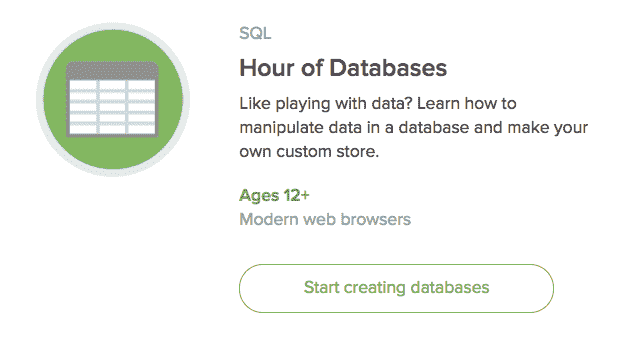 SQL
Hour of Databases
Like playing with data? Learn how to
manipulate data in a database and make your
own custom store.
Ages 12+
Modern web browsers
Start creating databases